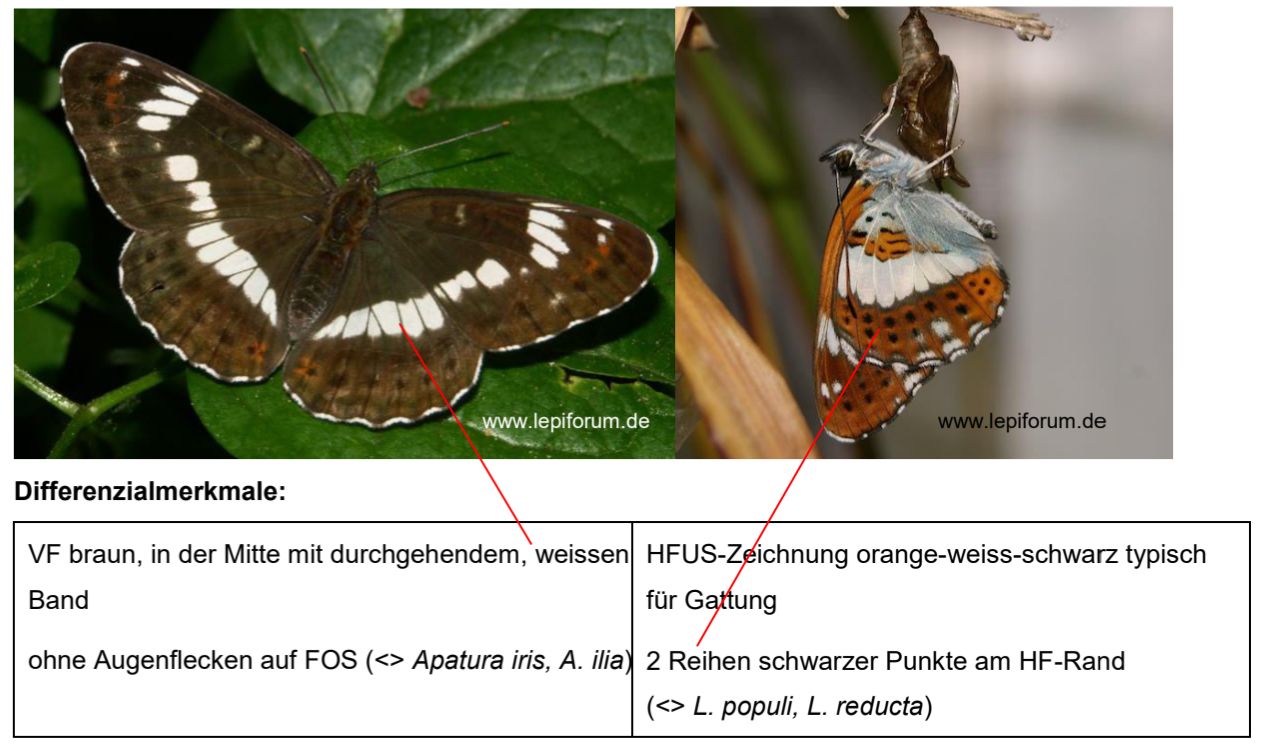 www.lepiforum.de
www.lepiforum.de
Differenzialmerkmale:
VF braun, in der Mitte mit durchgehendem, weissen
Band
ohne Augenflecken auf FOS (<> Apatura iris, A. ilia)
HFUS-Zeichnung orange-weiss-schwarz typisch
für Gattung
2 Reihen schwarzer Punkte am HF-Rand
(<> L. populi, L. reducta)